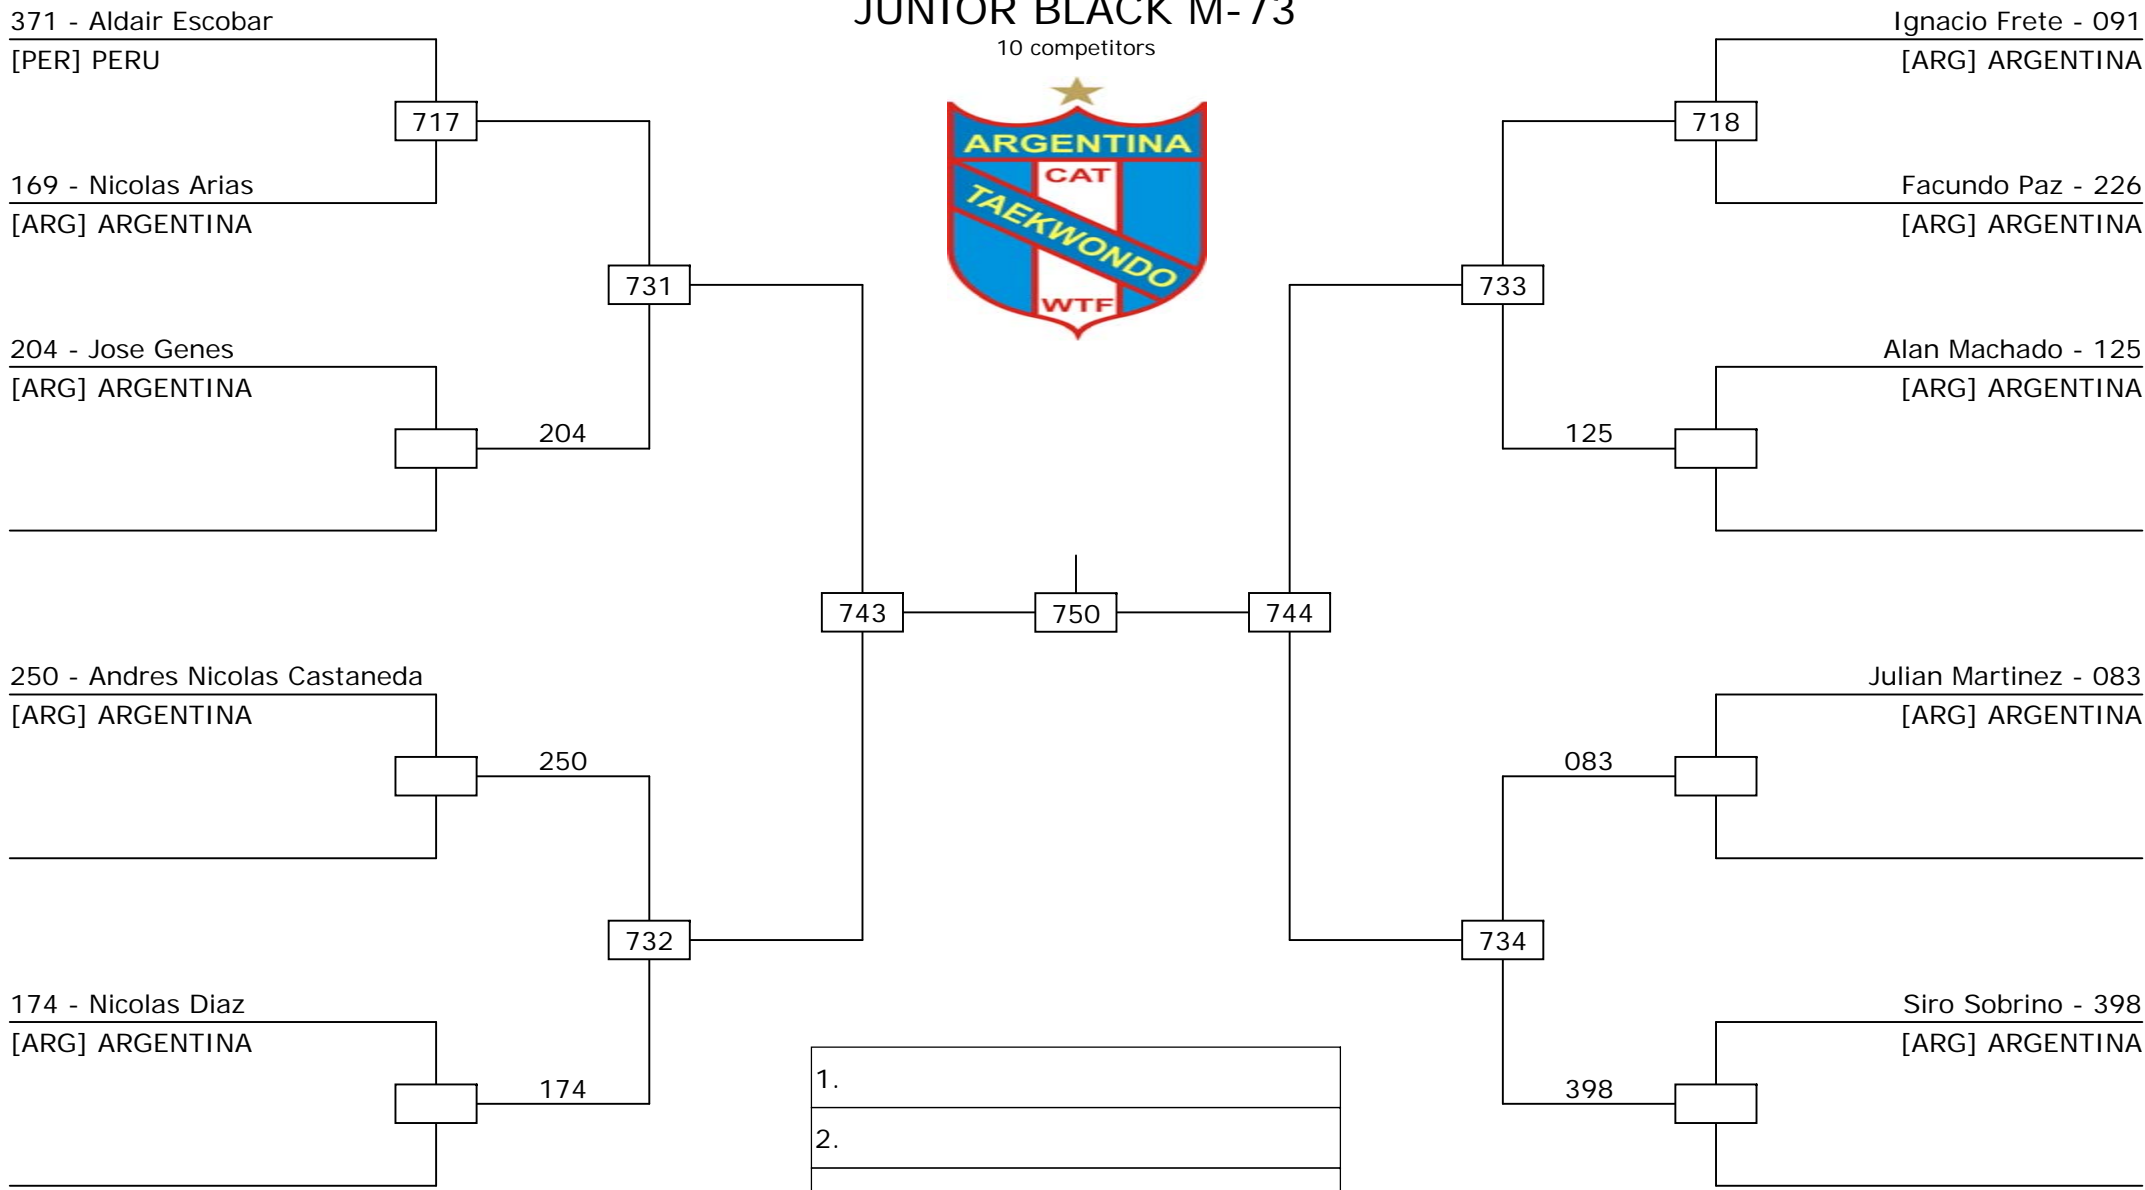 JUNIOR BLACK M-73
10 competitors
ARGENTINA
CAT
TAEKWONDO
WTF
371 - Aldair Escobar
[PER] PERU
717
169 - Nicolas Arias
[ARG] ARGENTINA
731
204 - Jose Genes
[ARG] ARGENTINA
204
743
250 - Andres Nicolas Castaneda
[ARG] ARGENTINA
250
732
174 - Nicolas Diaz
[ARG] ARGENTINA
174
750
Ignacio Frete - 091
[ARG] ARGENTINA
718
Facundo Paz - 226
[ARG] ARGENTINA
733
Alan Machado - 125
[ARG] ARGENTINA
125
744
Julian Martinez - 083
[ARG] ARGENTINA
083
734
Siro Sobrino - 398
[ARG] ARGENTINA
398
1.
2.